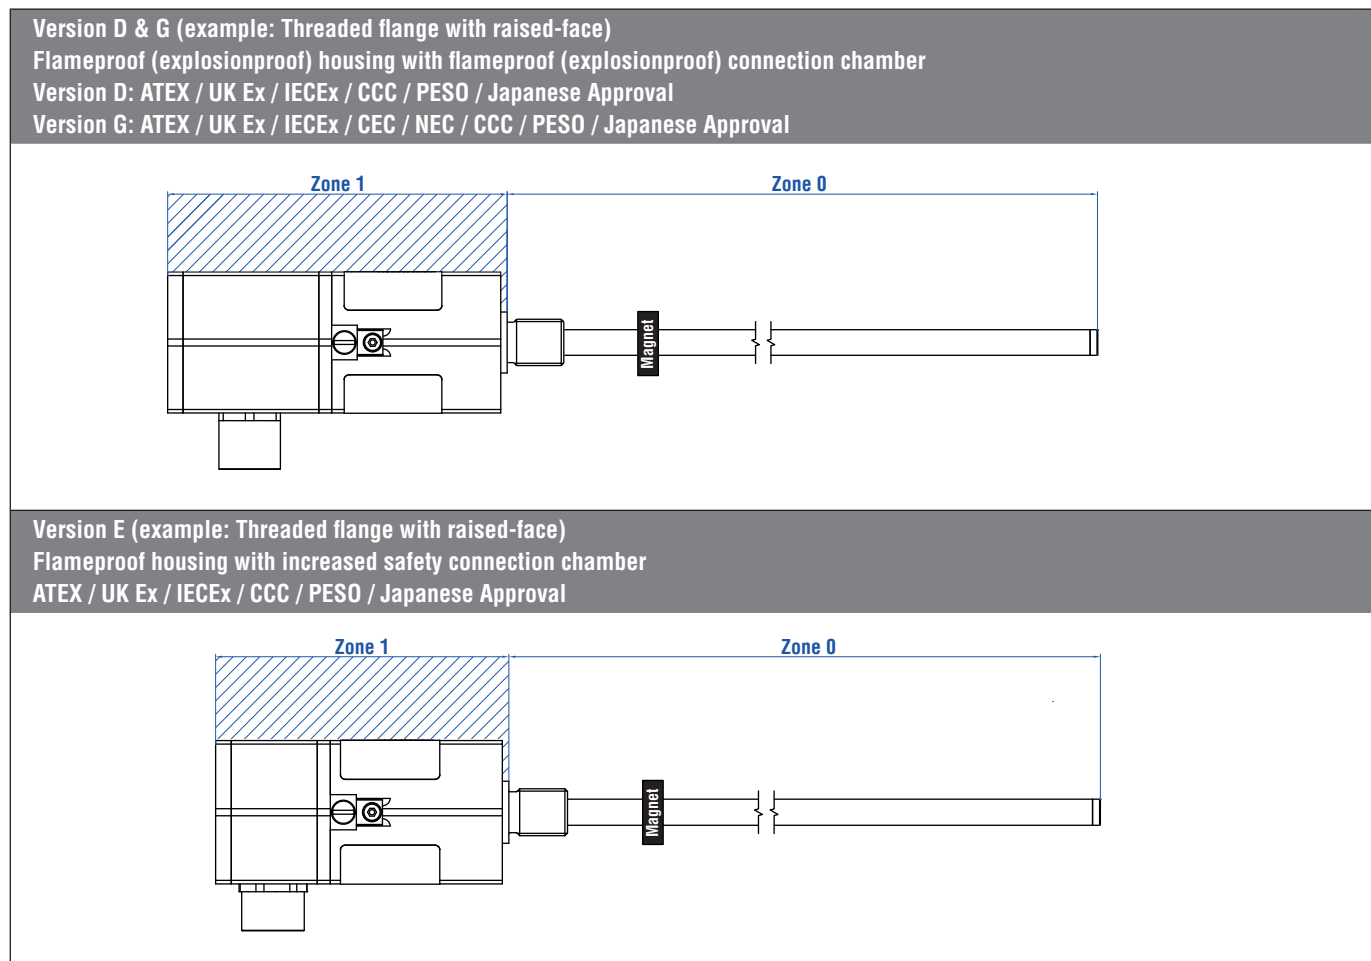 Version D & G (example: Threaded flange with raised-face)
Flameproof (explosionproof) housing with flameproof (explosionproof) connection chamber
Version D: ATEX / UK Ex / IECEx / CCC / PESO / Japanese Approval
Version G: ATEX / UK Ex / IECEx / CEC / NEC / CCC / PESO / Japanese Approval
Zone 1
Zone 0
Magnet
Version E (example: Threaded flange with raised-face)
Flameproof housing with increased safety connection chamber
ATEX / UK Ex / IECEx / CCC / PESO / Japanese Approval
Zone 1
Zone 0
Magnet